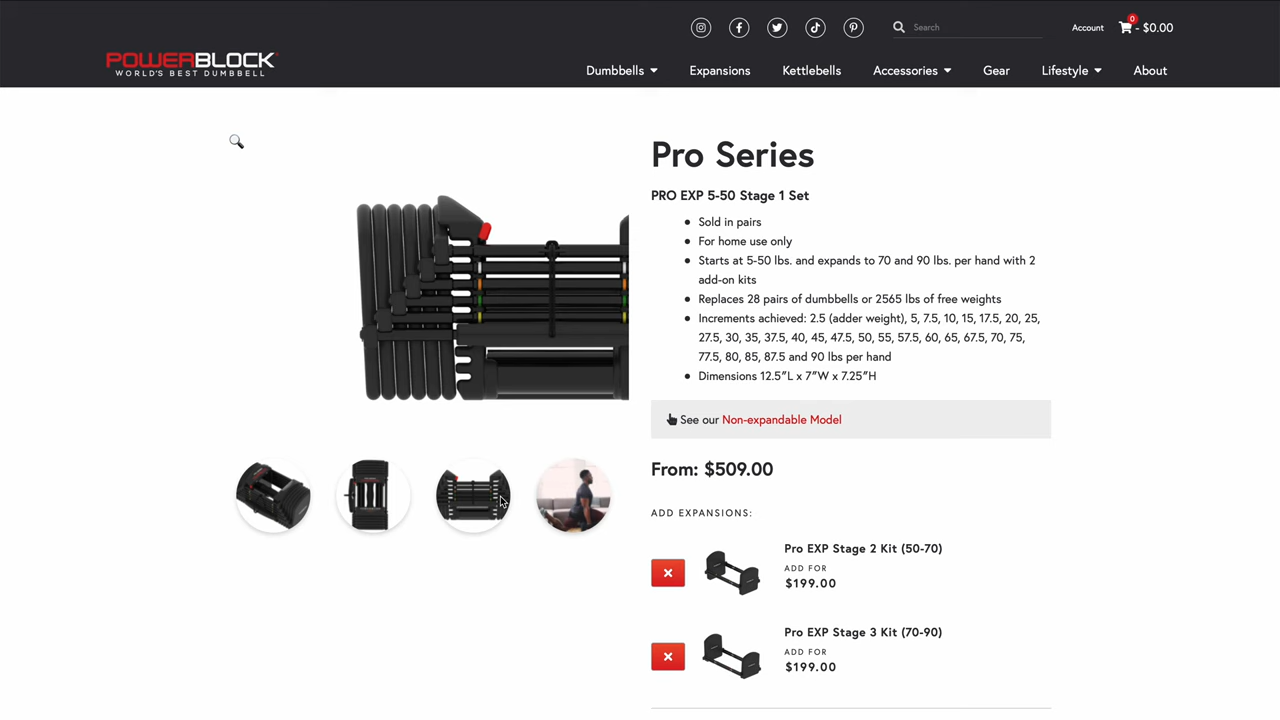 Search
Account
0
- $0.00
POWERBLOCK
WORLD'S BEST DUMBBELL
Dumbbells
Expansions
Kettlebells
Accessories
Gear
Lifestyle
About
Pro Series
PRO EXP 5-50 Stage 1 Set
Sold in pairs
For home use only
Starts at 5-50 lbs. and expands to 70 and 90 lbs. per hand with 2
add-on kits
Replaces 28 pairs of dumbbells or 2565 lbs of free weights
Increments achieved: 2.5 (adder weight), 5, 7.5, 10, 15, 17.5, 20, 25,
27.5, 30, 35, 37.5, 40, 45, 47.5, 50, 55, 57.5, 60, 65, 67.5, 70, 75,
77.5, 80, 85, 87.5 and 90 lbs per hand
Dimensions 12.5″L x 7″W x 7.25″H
See our Non-expandable Model
From: $509.00
ADD EXPANSIONS:
Pro EXP Stage 2 Kit (50-70)
ADD FOR
$199.00
Pro EXP Stage 3 Kit (70-90)
ADD FOR
$199.00